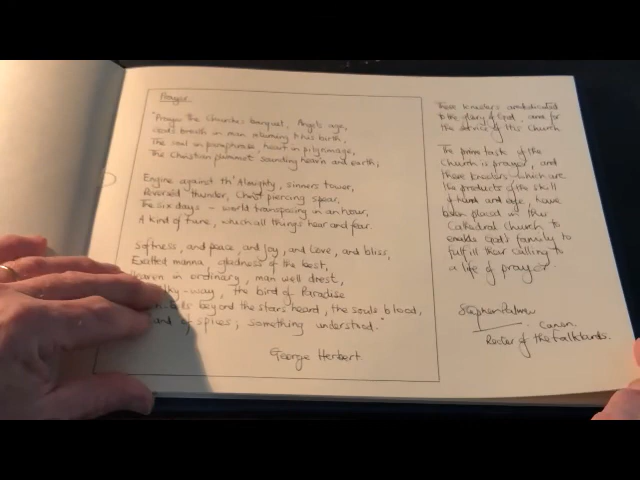 Prayer
"Prayer the Church's banquet, Angels age,
Gods breath in man returning to his birth,
The soul in paraphrase, heart in pilgrimage,
The Christian plummet sounding heav'n and earth;
Engine against th' Almighty, sinners tower,
Reversed thunder, Christ piercing spear,
The six days - world transposing in an hour,
A kind of tune, which all things hear and fear.
Softness, and peace and joy, and love, and bliss,
Exalted manna, gladness of the best,
Heaven in ordinary, man well drest,
lky-way, the bird of Paradise
lls beyond the stars heard, the souls blood,
and of spices, something understood."
George Herbert.
These kneelers are dedicated
to the glory of God, and for
the service of this Church.
The prime task of the
Church is prayer, and
these kneelers which are
the products of the skill
of hand and eye, have
been placed in this
Cathedral church to
enable God's family to
fulfill their calling to
a life of prayer.
Stephen Palmer
Canon.
Rector of the Falklands.